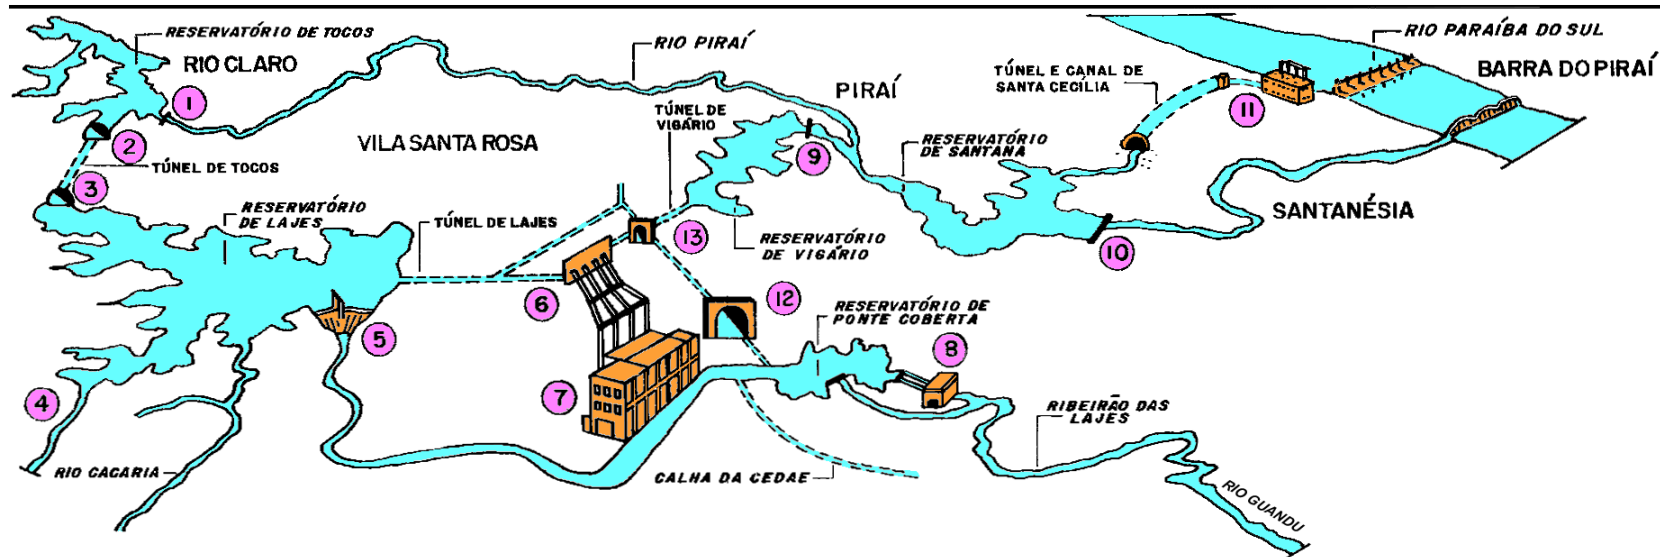 RESERVATÓRIO DE TOCOS
RIO CLARO
RIO PIRAÍ
RIO PARAÍBA DO SUL
BARRA DO PIRAÍ
TÚNEL E CANAL DE
SANTA CECÍLIA
11
PIRAÍ
1
TÚNEL DE
VIGÁRIO
VILA SANTA ROSA
2
TÚNEL DE TOCOS
3
9
RESERVATÓRIO
DE SANTANA
RESERVATÓRIO
DE LAJES
TÚNEL DE LAJES
13
RESERVATÓRIO
DE VIGÁRIO
SANTANÉSIA
10
6
12
RESERVATÓRIO DE
PONTE COBERTA
5
8
4
7
RIBEIRÃO DAS
LAJES
RIO CACARIA
CALHA DA CEDAE
RIO GUANDU